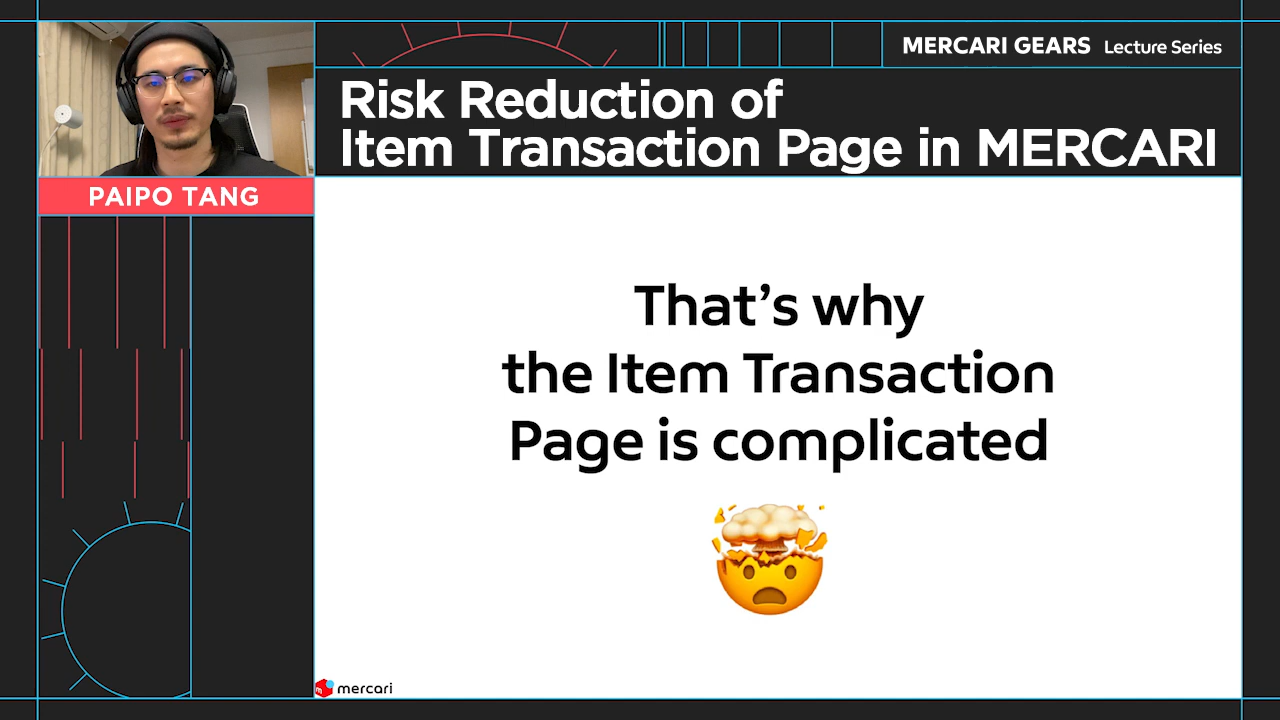 MERCARI GEARS Lecture Series
Risk Reduction of
Item Transaction Page in MERCARI
PAIPO TANG
That's why
the Item Transaction
Page is complicated
mercari